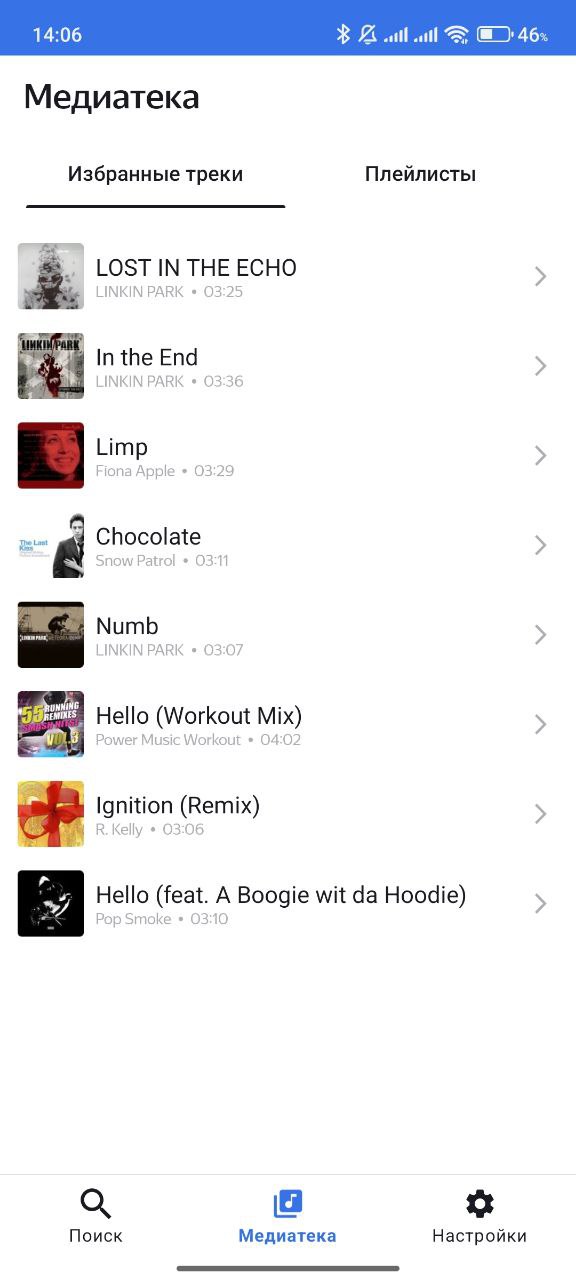 14:06
46%
Медиатека
Избранные треки
Плейлисты
LOST IN THE ECHO
LINKIN PARK • 03:25
LINKIN PARK
In the End
LINKIN PARK • 03:36
Limp
Fiona Apple • 03:29
The Last
Kiss
Chocolate
Snow Patrol • 03:11
LINKIN PARK
Numb
LINKIN PARK • 03:07
55 RUNNING
REMIXES
SMASH HITS!
VOL.3
Hello (Workout Mix)
Power Music Workout • 04:02
Ignition (Remix)
R. Kelly • 03:06
Hello (feat. A Boogie wit da Hoodie)
Pop Smoke • 03:10
Поиск
Медиатека
Настройки